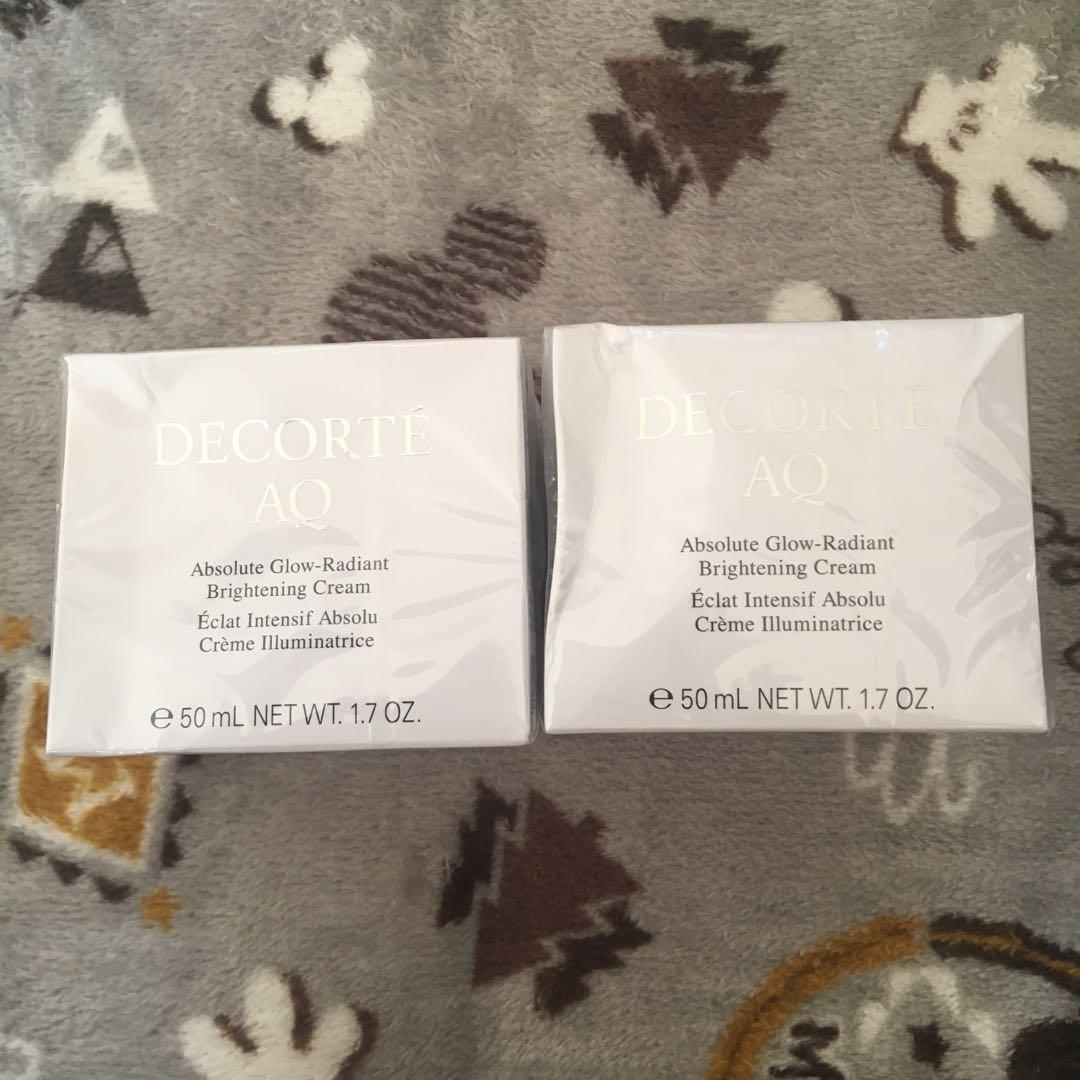 DECORTÉ
AQ
Absolute Glow-Radiant
Brightening Cream
Éclat Intensif Absolu
Crème Illuminatrice
℮ 50 mL NET WT. 1.7 OZ.
DECORTÉ
AQ
Absolute Glow-Radiant
Brightening Cream
Éclat Intensif Absolu
Crème Illuminatrice
℮ 50 mL NET WT. 1.7 OZ.
M